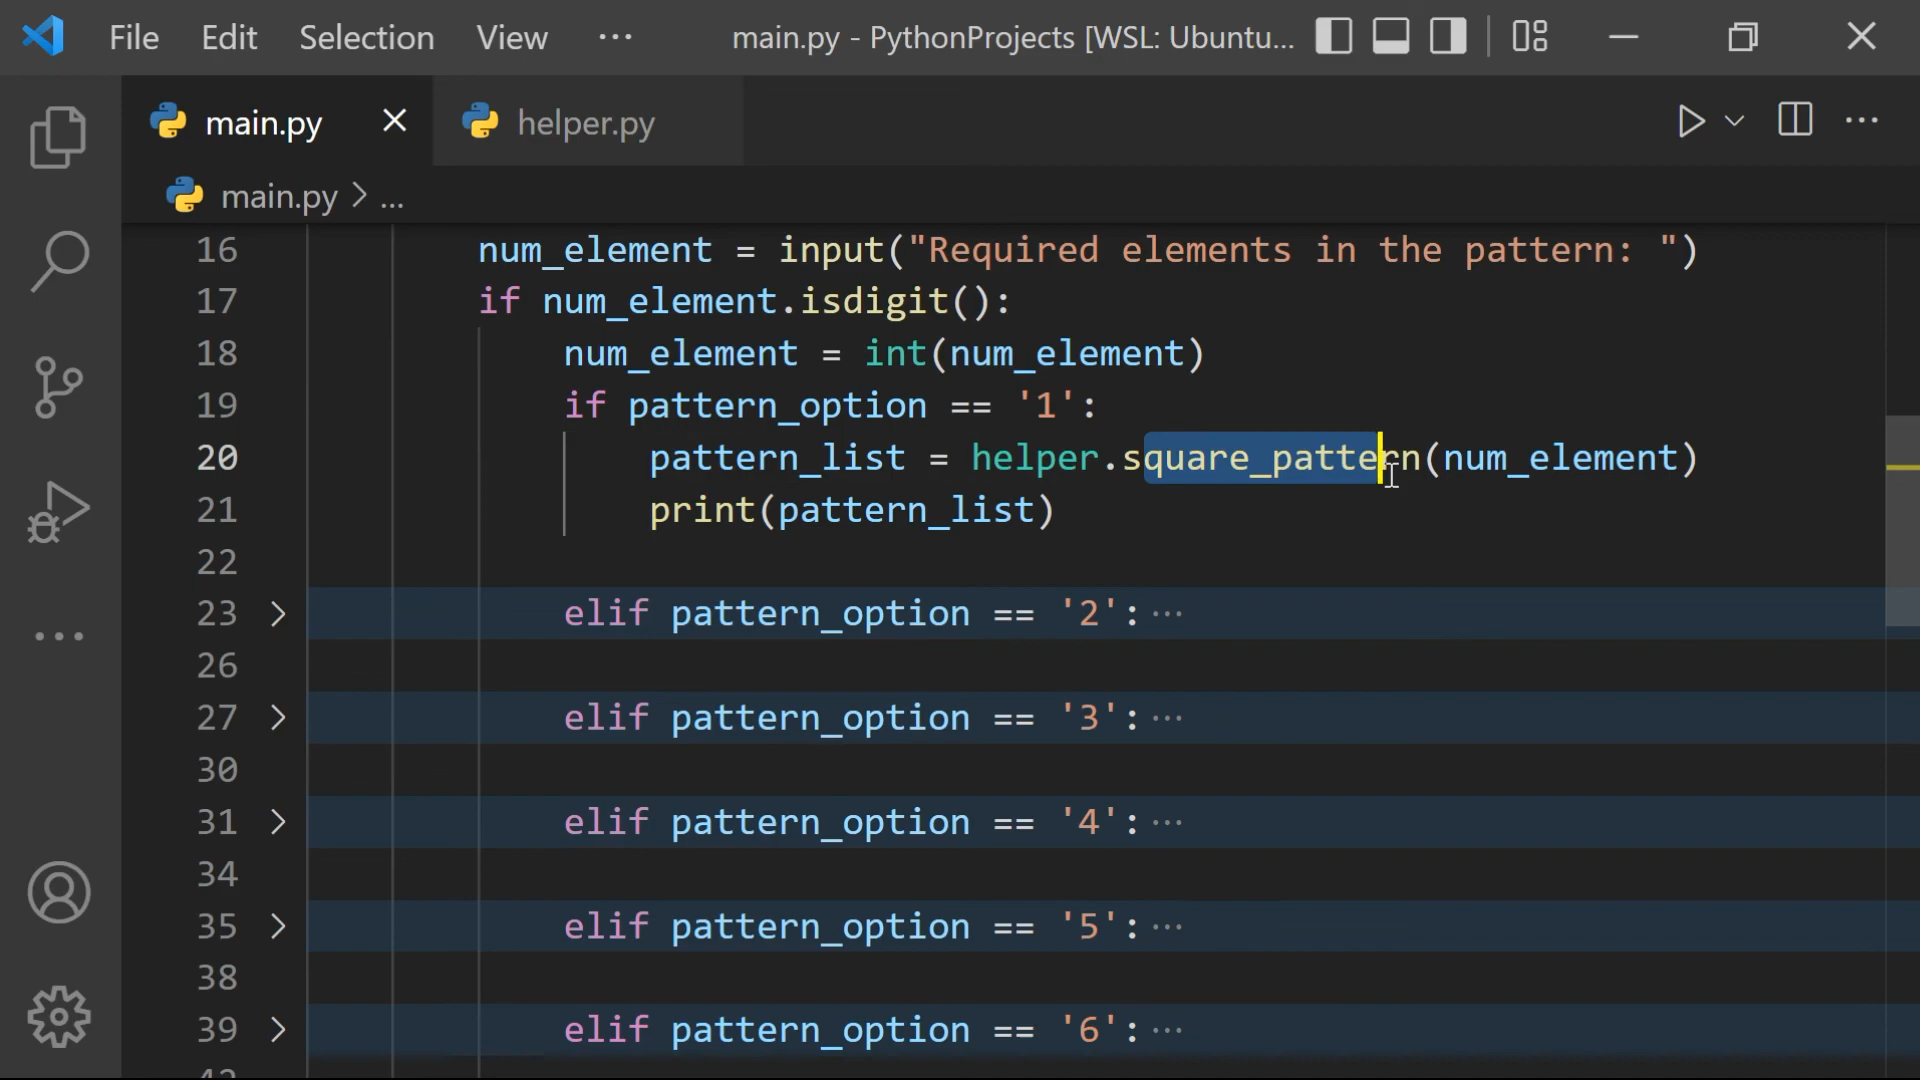 File Edit Selection View ··· main.py - PythonProjects [WSL: Ubuntu...
main.py helper.py
main.py > ...
16 num_element = input("Required elements in the pattern: ")
17 if num_element.isdigit():
18 num_element = int(num_element)
19 if pattern_option == '1':
20 pattern_list = helper.square_pattern(num_element)
21 print(pattern_list)
22
23 elif pattern_option == '2':···
26
27 elif pattern_option == '3':···
30
31 elif pattern_option == '4':···
34
35 elif pattern_option == '5':···
38
39 elif pattern_option == '6':···